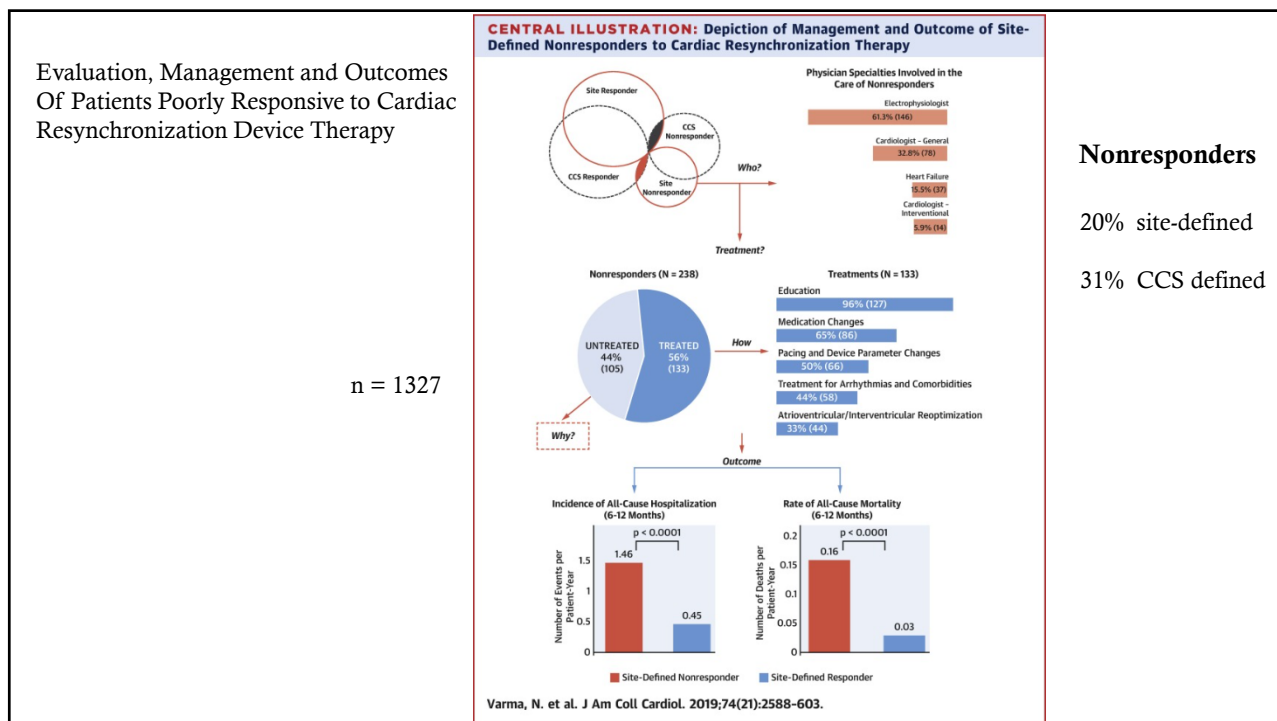 Evaluation, Management and Outcomes
Of Patients Poorly Responsive to Cardiac
Resynchronization Device Therapy
n = 1327
CENTRAL ILLUSTRATION: Depiction of Management and Outcome of Site-
Defined Nonresponders to Cardiac Resynchronization Therapy
Site Responder
CCS
Nonresponder
CCS Responder
Site
Nonresponder
Who?
Treatment?
Physician Specialties Involved in the
Care of Nonresponders
Electrophysiologist
61.3% (146)
Cardiologist – General
32.8% (78)
Heart Failure
15.5% (37)
Cardiologist –
Interventional
5.9% (14)
Nonresponders (N = 238)
UNTREATED
44%
(105)
TREATED
56%
(133)
How
Why?
Treatments (N = 133)
Education
96% (127)
Medication Changes
65% (86)
Pacing and Device Parameter Changes
50% (66)
Treatment for Arrhythmias and Comorbidities
44% (58)
Atrioventricular/Interventricular Reoptimization
33% (44)
Outcome
Incidence of All-Cause Hospitalization
(6-12 Months)
p < 0.0001
Number of Events per
Patient-Year
1.5
1
0.5
0
1.46
0.45
Rate of All-Cause Mortality
(6-12 Months)
p < 0.0001
Number of Deaths per
Patient-Year
0.2
0.15
0.1
0.05
0
0.16
0.03
Site-Defined Nonresponder
Site-Defined Responder
Varma, N. et al. J Am Coll Cardiol. 2019;74(21):2588-603.
Nonresponders
20% site-defined
31% CCS defined